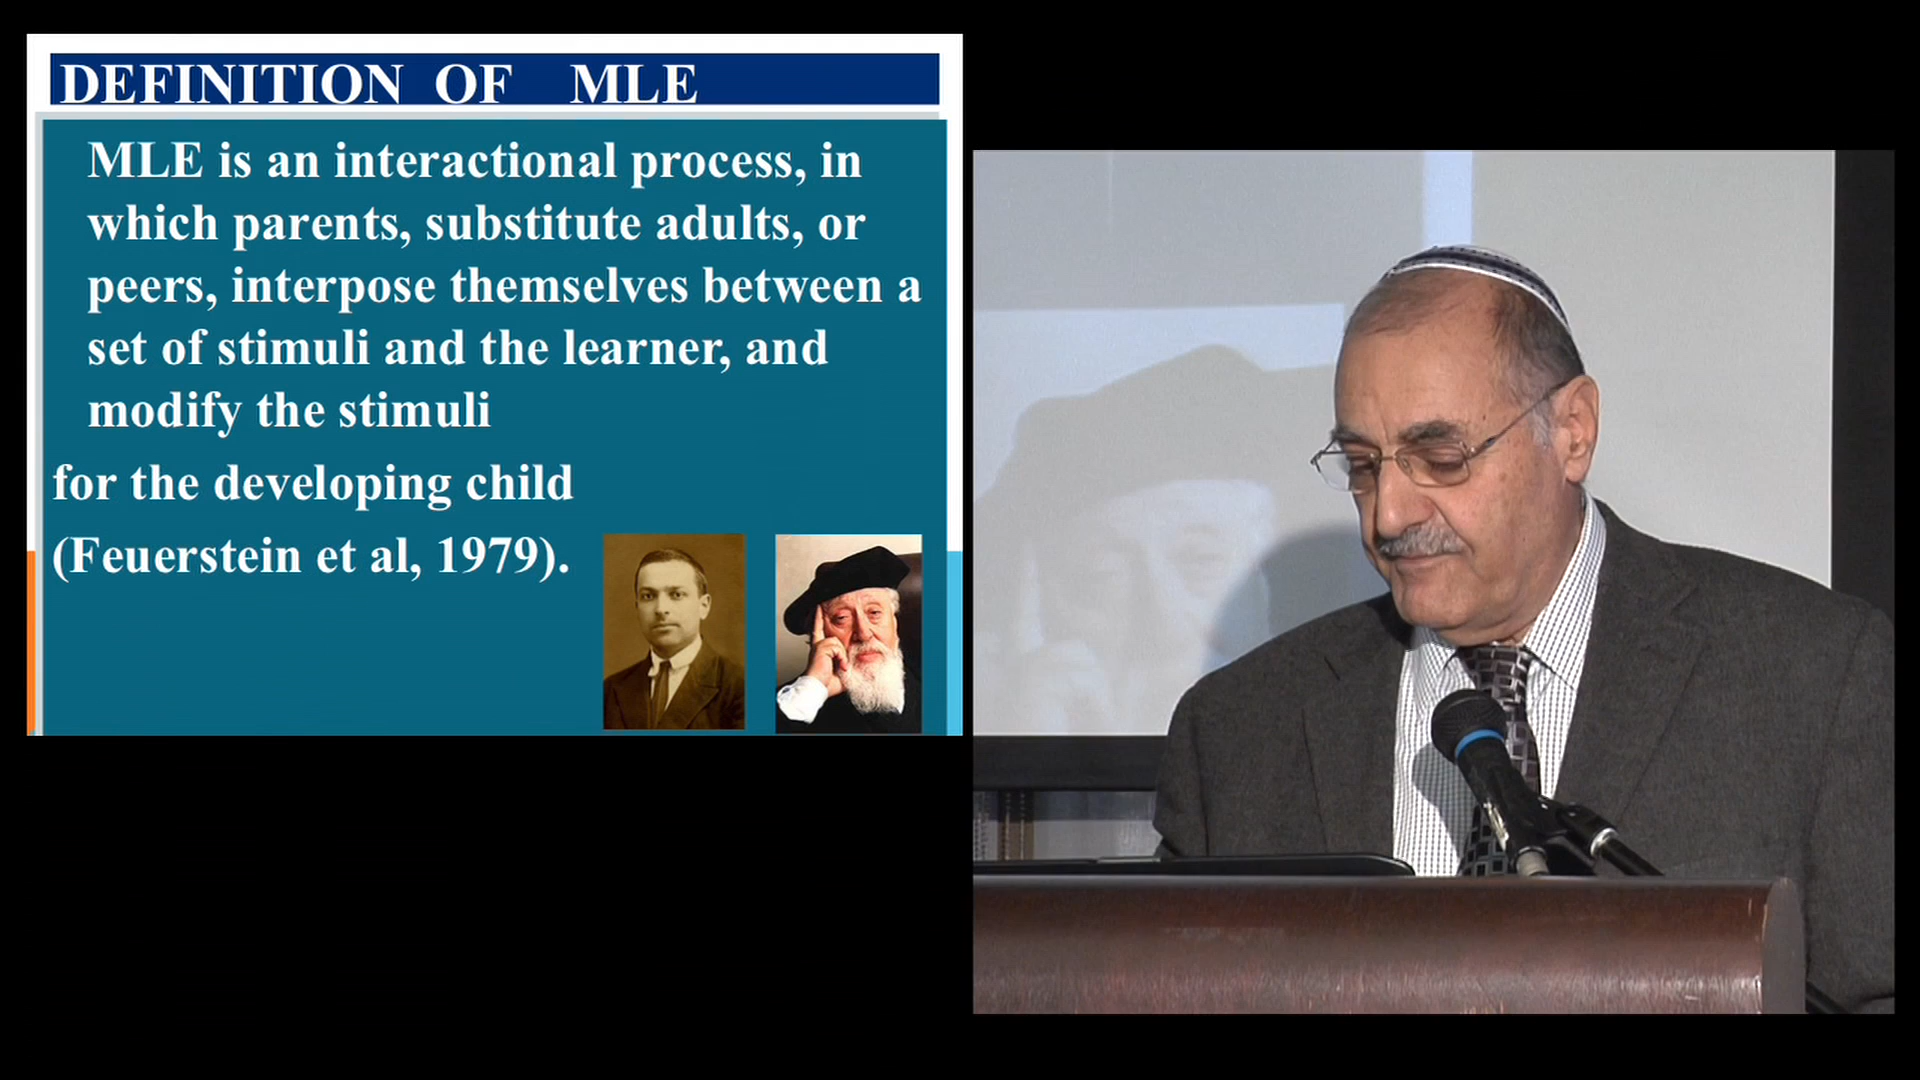 DEFINITION OF MLE
MLE is an interactional process, in
which parents, substitute adults, or
peers, interpose themselves between a
set of stimuli and the learner, and
modify the stimuli
for the developing child
(Feuerstein et al, 1979).